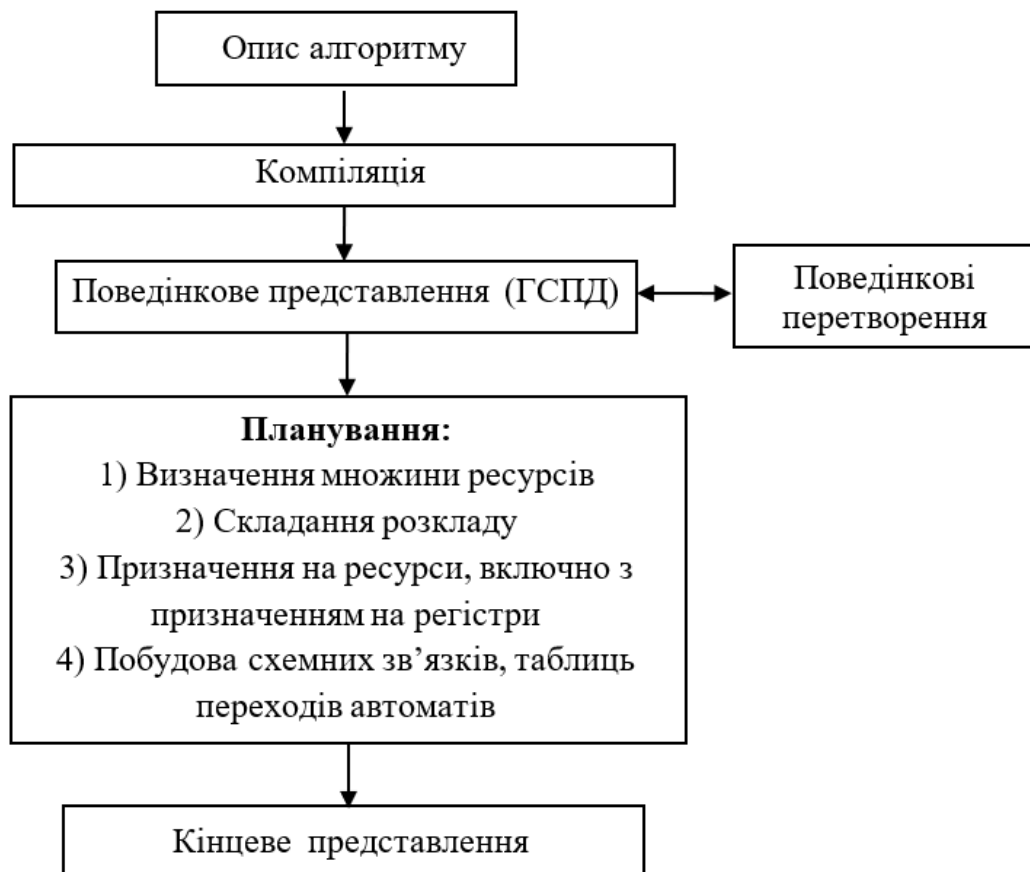 Опис алгоритму
Компіляція
Поведінкове представлення (ГСПД)
Поведінкові
перетворення
Планування:
1) Визначення множини ресурсів
2) Складання розкладу
3) Призначення на ресурси, включно з
призначенням на регістри
4) Побудова схемних зв’язків, таблиць
переходів автоматів
Кінцеве представлення